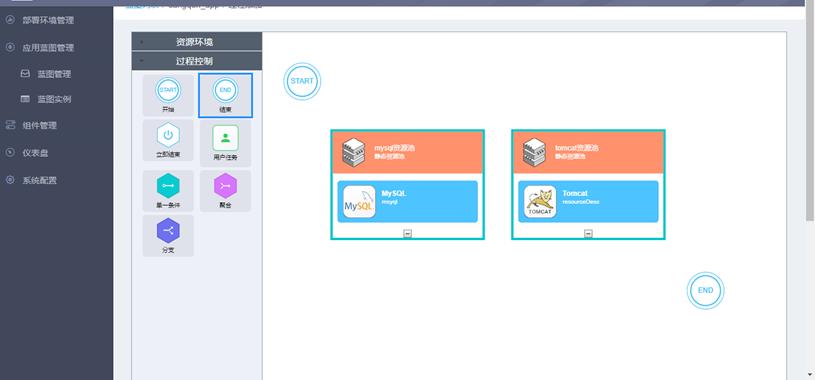 部署环境管理
应用蓝图管理
蓝图管理
蓝图实例
组件管理
仪表盘
系统配置
资源环境
过程控制
START
开始
END
结束
立即结束
用户任务
单一条件
聚合
分支
START
mysql资源池
静态资源池
MySQL
MySQL
mysql
tomcat资源池
静态资源池
TOMCAT
Tomcat
resourceDesc
END